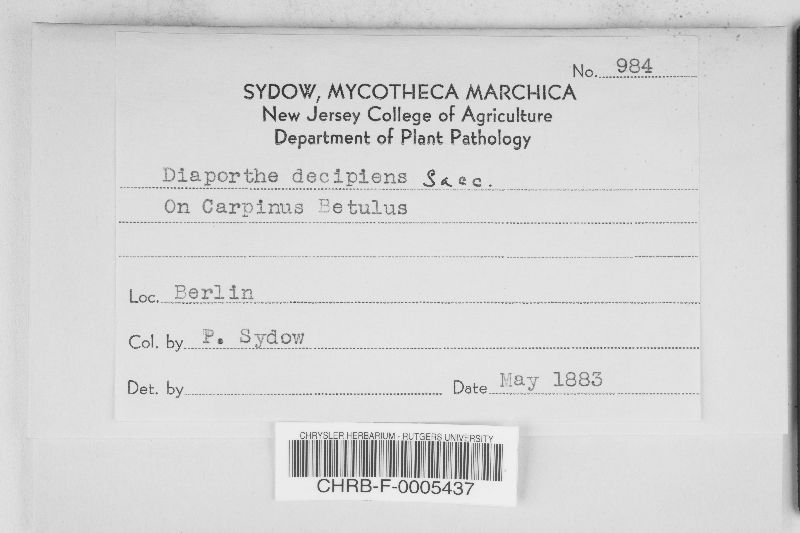 No. 984
SYDOW, MYCOTHECA MARCHICA
New Jersey College of Agriculture
Department of Plant Pathology
Diaporthe decipiens Sacc.
On Carpinus Betulus
Loc. Berlin
Col. by P. Sydow
Det. by
Date May 1883
CHRYSLER HERBARIUM - RUTGERS UNIVERSITY
CHRB-F-0005437